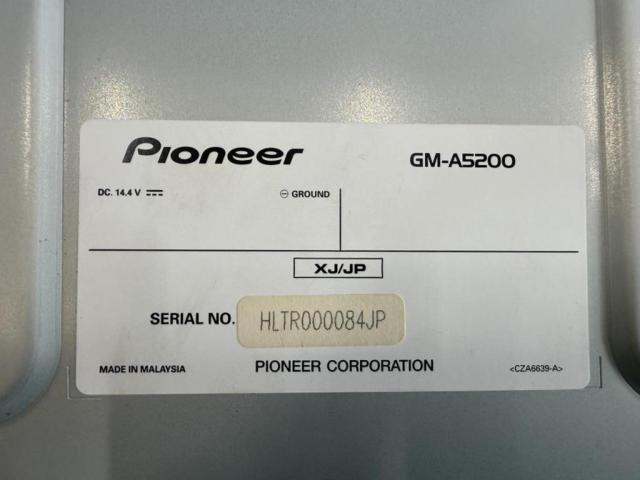 Pioneer GM-A5200
DC. 14.4 V ⎓ ⊖ GROUND
XJ/JP
SERIAL NO. HLTR000084JP
MADE IN MALAYSIA PIONEER CORPORATION <CZA6639-A>